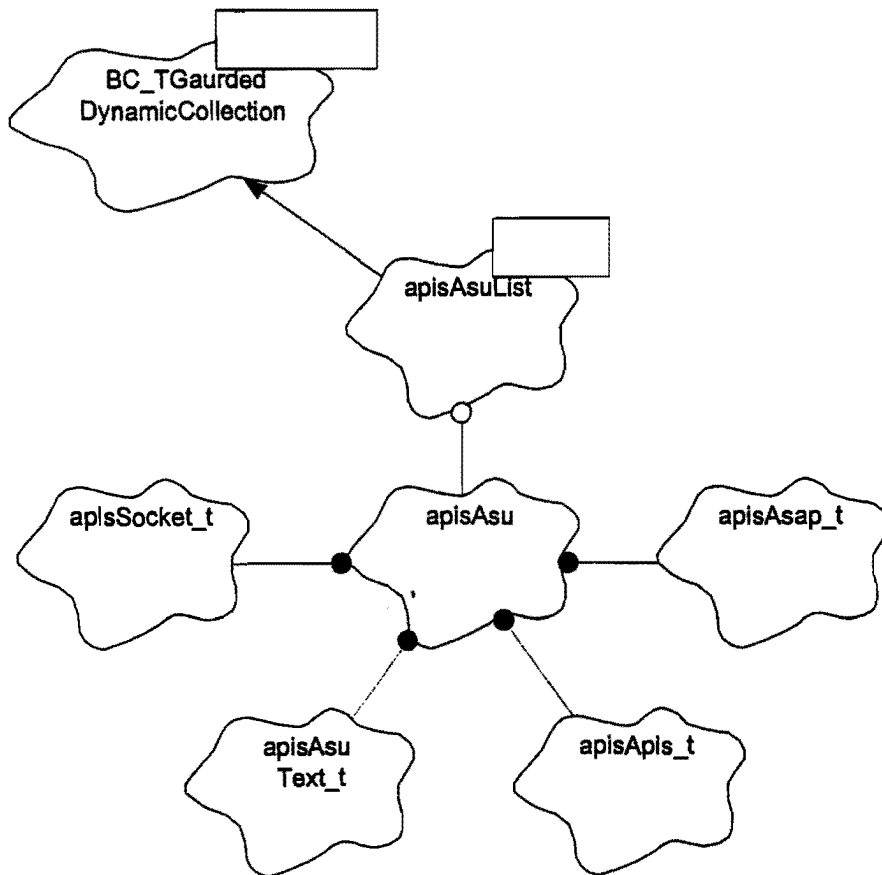 BC_TGaurded
DynamicCollection
apisAsuList
apisSocket_t
apisAsu
apisAsap_t
apisAsu
Text_t
apisApis_t